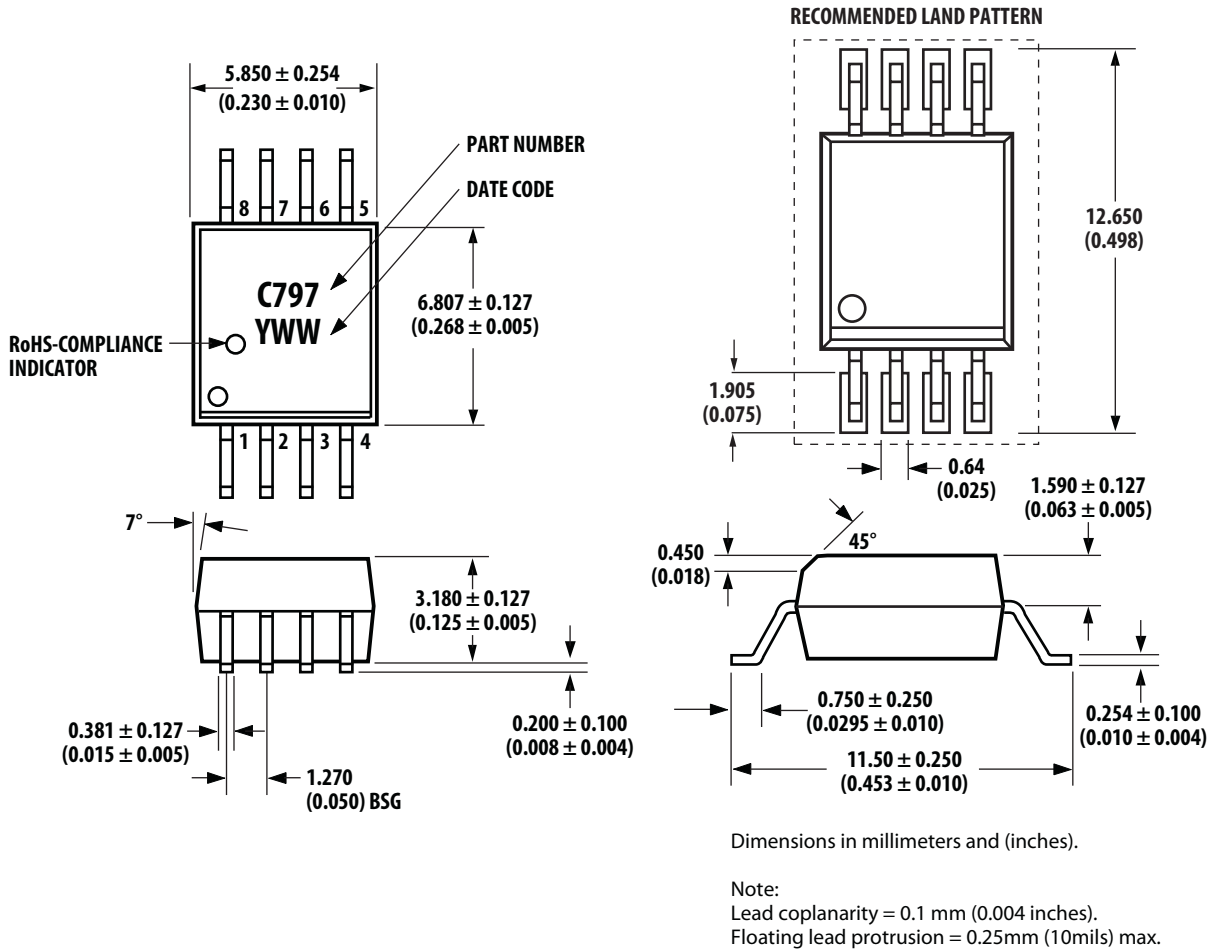 RECOMMENDED LAND PATTERN
5.850 ± 0.254
(0.230 ± 0.010)
PART NUMBER
DATE CODE
8 7 6 5
C797
YWW
RoHS-COMPLIANCE
INDICATOR
6.807 ± 0.127
(0.268 ± 0.005)
1 2 3 4
12.650
(0.498)
1.905
(0.075)
0.64
(0.025)
7°
3.180 ± 0.127
(0.125 ± 0.005)
0.381 ± 0.127
(0.015 ± 0.005)
1.270
(0.050) BSG
0.200 ± 0.100
(0.008 ± 0.004)
45°
0.450
(0.018)
1.590 ± 0.127
(0.063 ± 0.005)
0.750 ± 0.250
(0.0295 ± 0.010)
11.50 ± 0.250
(0.453 ± 0.010)
0.254 ± 0.100
(0.010 ± 0.004)
Dimensions in millimeters and (inches).
Note:
Lead coplanarity = 0.1 mm (0.004 inches).
Floating lead protrusion = 0.25mm (10mils) max.